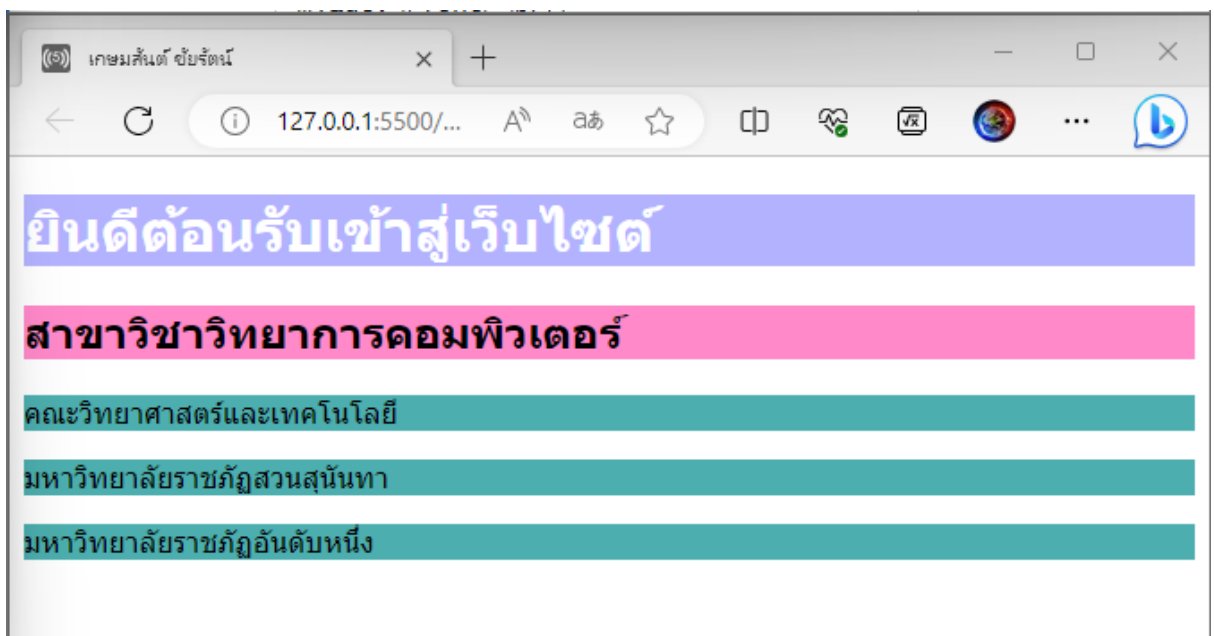 เกษมสันต์ ชัยรัตน์
127.0.0.1:5500/...
ยินดีต้อนรับเข้าสู่เว็บไซต์
สาขาวิชาวิทยาการคอมพิวเตอร์
คณะวิทยาศาสตร์และเทคโนโลยี
มหาวิทยาลัยราชภัฏสวนสุนันทา
มหาวิทยาลัยราชภัฏอันดับหนึ่ง